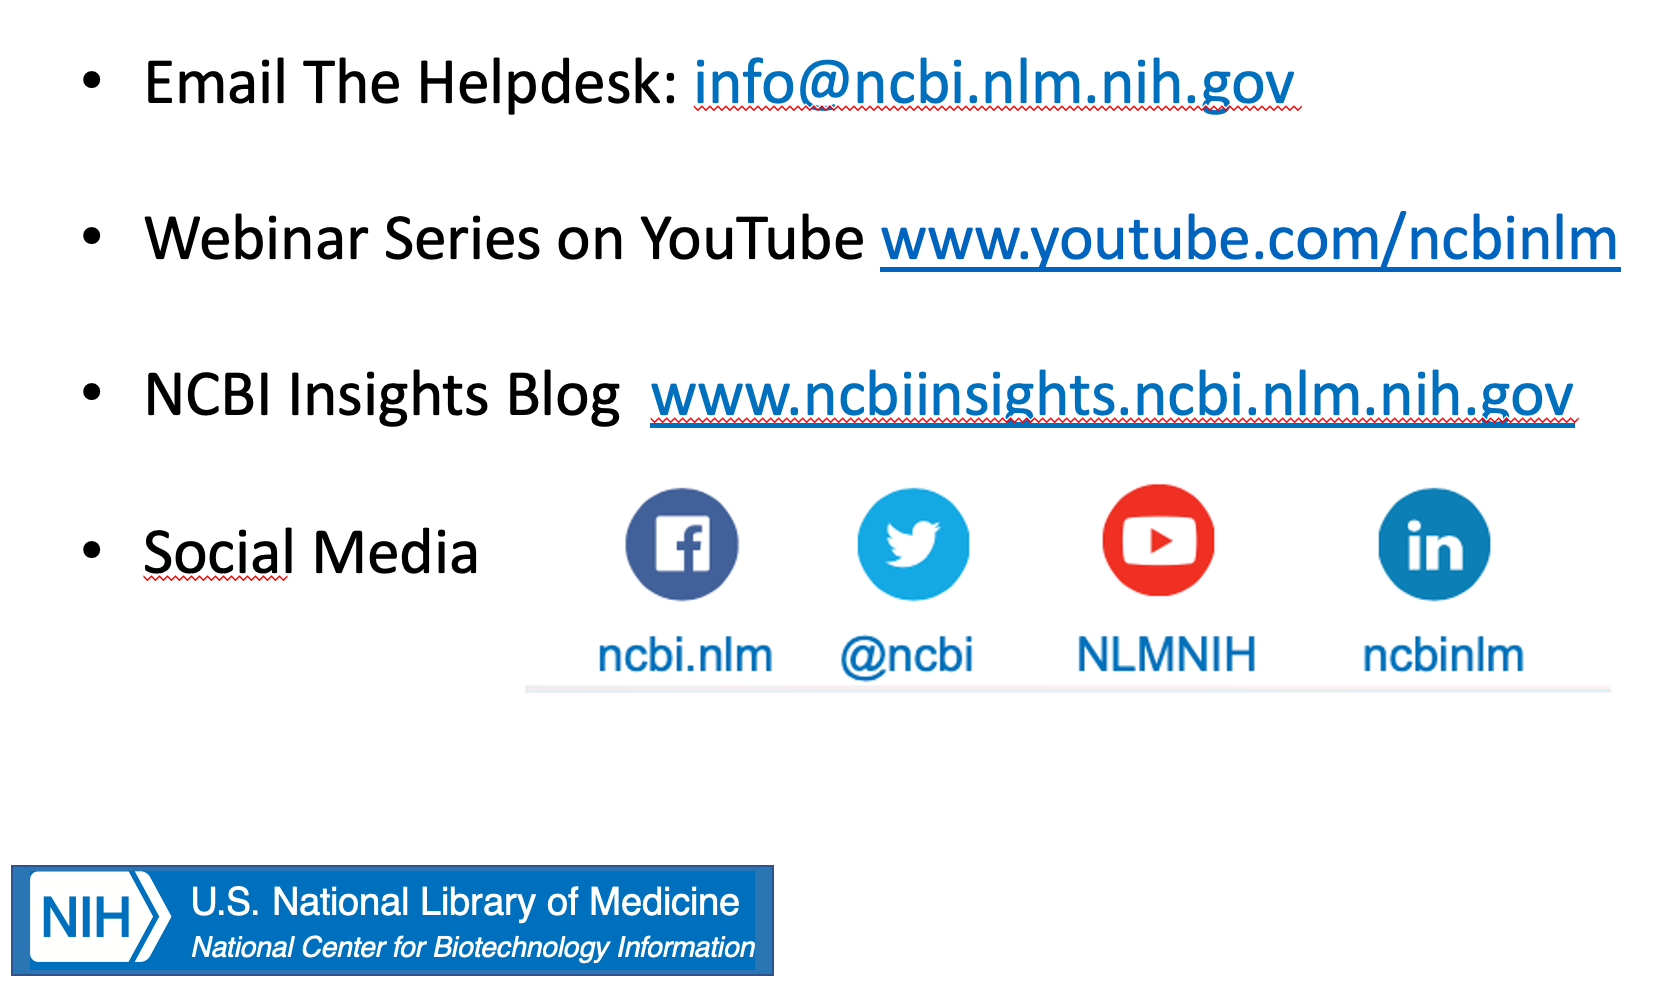 • Email The Helpdesk: info@ncbi.nlm.nih.gov
• Webinar Series on YouTube www.youtube.com/ncbinlm
• NCBI Insights Blog www.ncbiinsights.ncbi.nlm.nih.gov
• Social Media
ncbi.nlm @ncbi NLMNIH ncbinlm
NIH U.S. National Library of Medicine
National Center for Biotechnology Information